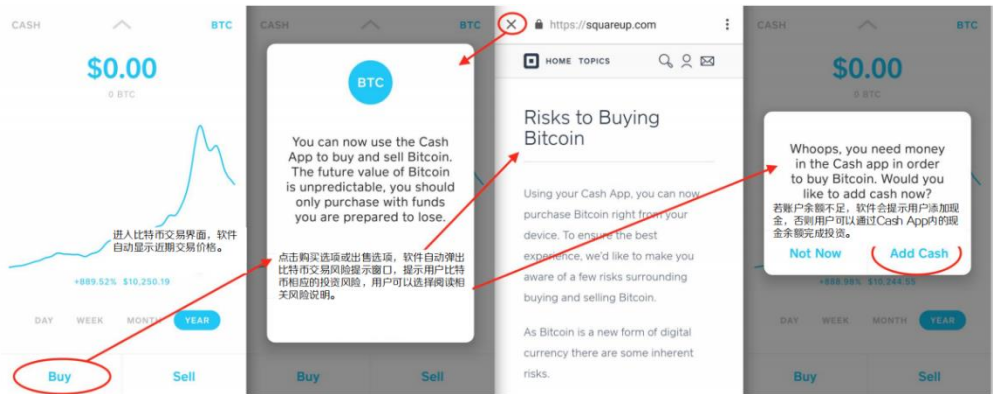 CASH
BTC
$0.00
0 BTC
进入比特币交易界面，软件
自动显示近期交易价格。
+889.52% $10,250.19
DAY WEEK MONTH YEAR
Buy
Sell
CASH
BTC
BTC
You can now use the Cash
App to buy and sell Bitcoin.
The future value of Bitcoin
is unpredictable, you should
only purchase with funds
you are prepared to lose.
点击购买选项或出售选项，软件自动弹出
比特币交易风险提示窗口，提示用户比特
币相应的投资风险，用户可以选择阅读相
关风险说明。
Buy
Sell
https://squareup.com
HOME TOPICS
Risks to Buying
Bitcoin
Using your Cash App, you can now
purchase Bitcoin right from your
device. To ensure the best
experience, we'd like to make you
aware of a few risks surrounding
buying and selling Bitcoin.
As Bitcoin is a new form of digital
currency there are some inherent
risks.
CASH
BTC
$0.00
0 BTC
Whoops, you need money
in the Cash app in order
to buy Bitcoin. Would you
like to add cash now?
若账户余额不足，软件会提示用户添加现
金，否则用户可以通过Cash App内的现
金余额完成投资。
Not Now
Add Cash
+888.98% $10,244.55
DAY WEEK MONTH YEAR
Buy
Sell